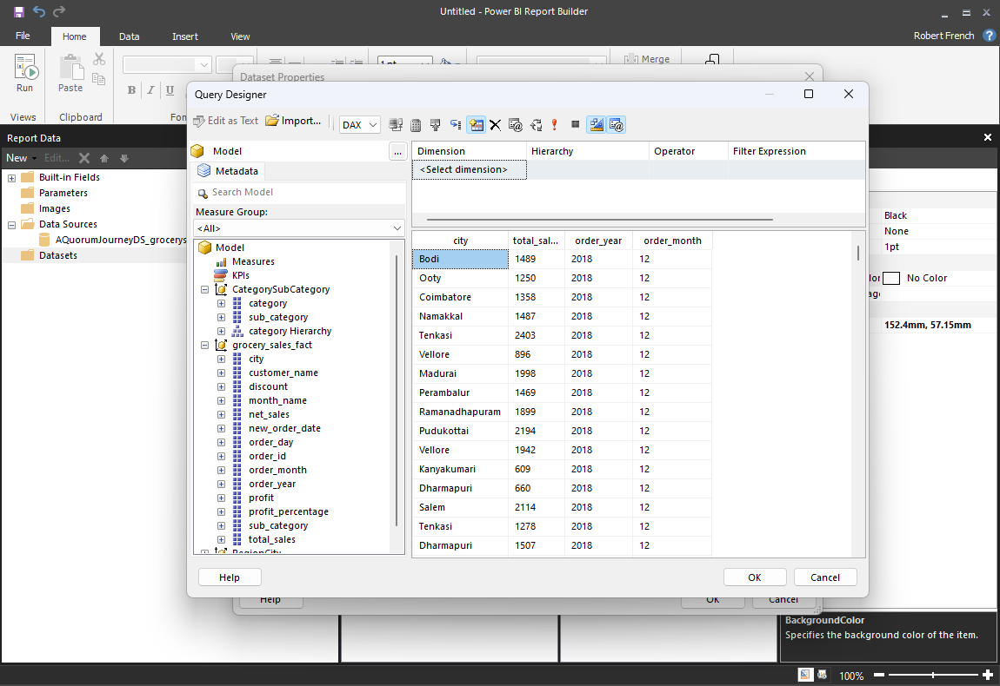 Untitled - Power BI Report Builder
File Home Data Insert View Robert French ?
Run Paste B I U 1pt Merge
Views Clipboard Fon
Dataset Properties
Query Designer
Edit as Text Import... DAX
Report Data
New Edit...
Built-in Fields
Parameters
Images
Data Sources
AQuorumJourneyDS_grocerys
Datasets
Model ...
Metadata
Search Model
Measure Group:
<All>
Model
Measures
KPIs
CategorySubCategory
category
sub_category
category Hierarchy
grocery_sales_fact
city
customer_name
discount
month_name
net_sales
new_order_date
order_day
order_id
order_month
order_year
profit
profit_percentage
sub_category
total_sales
RegionCity
Dimension Hierarchy Operator Filter Expression
<Select dimension>
city total_sal... order_year order_month
Bodi 1489 2018 12
Ooty 1250 2018 12
Coimbatore 1358 2018 12
Namakkal 1487 2018 12
Tenkasi 2403 2018 12
Vellore 896 2018 12
Madurai 1998 2018 12
Perambalur 1469 2018 12
Ramanadhapuram 1899 2018 12
Pudukottai 2194 2018 12
Vellore 1942 2018 12
Kanyakumari 609 2018 12
Dharmapuri 660 2018 12
Salem 2114 2018 12
Tenkasi 1278 2018 12
Dharmapuri 1507 2018 12
Help OK Cancel
Help OK Cancel
Black
None
1pt
lor No Color
age
152.4mm, 57.15mm
BackgroundColor
Specifies the background color of the item.
100%